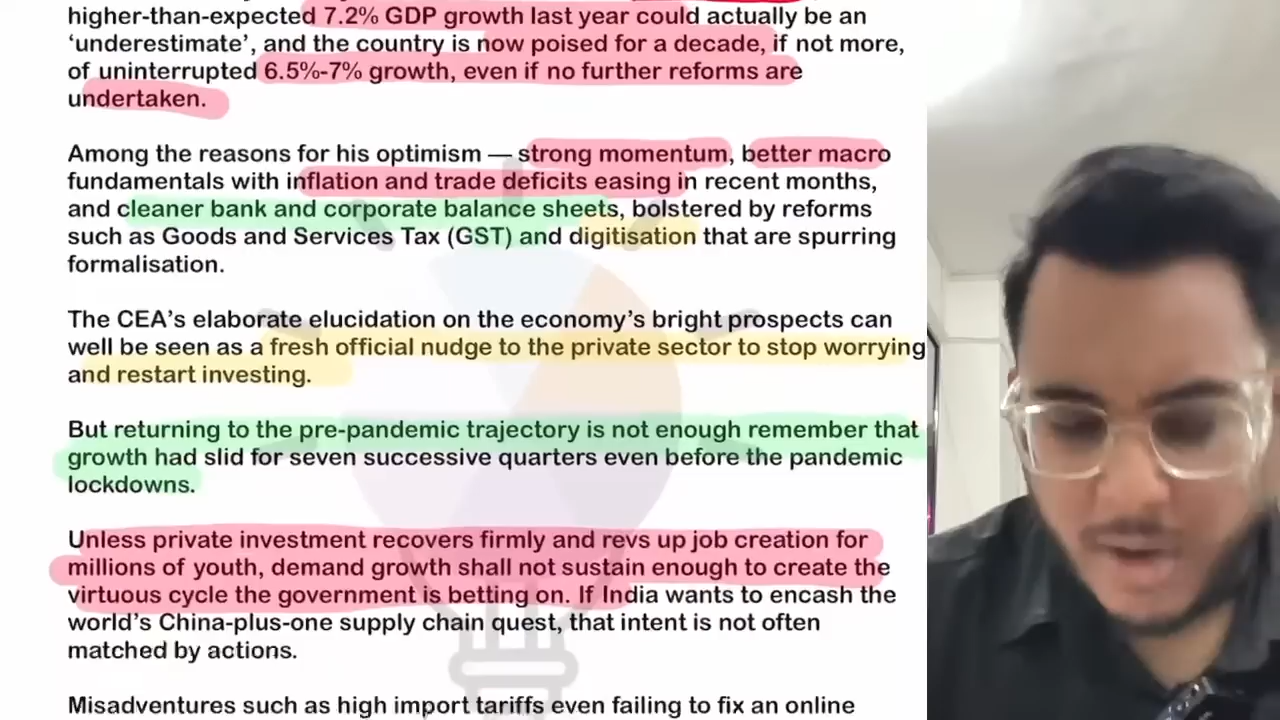 higher-than-expected 7.2% GDP growth last year could actually be an
‘underestimate’, and the country is now poised for a decade, if not more,
of uninterrupted 6.5%-7% growth, even if no further reforms are
undertaken.
Among the reasons for his optimism — strong momentum, better macro
fundamentals with inflation and trade deficits easing in recent months,
and cleaner bank and corporate balance sheets, bolstered by reforms
such as Goods and Services Tax (GST) and digitisation that are spurring
formalisation.
The CEA’s elaborate elucidation on the economy’s bright prospects can
well be seen as a fresh official nudge to the private sector to stop worrying
and restart investing.
But returning to the pre-pandemic trajectory is not enough remember that
growth had slid for seven successive quarters even before the pandemic
lockdowns.
Unless private investment recovers firmly and revs up job creation for
millions of youth, demand growth shall not sustain enough to create the
virtuous cycle the government is betting on. If India wants to encash the
world’s China-plus-one supply chain quest, that intent is not often
matched by actions.
Misadventures such as high import tariffs even failing to fix an online